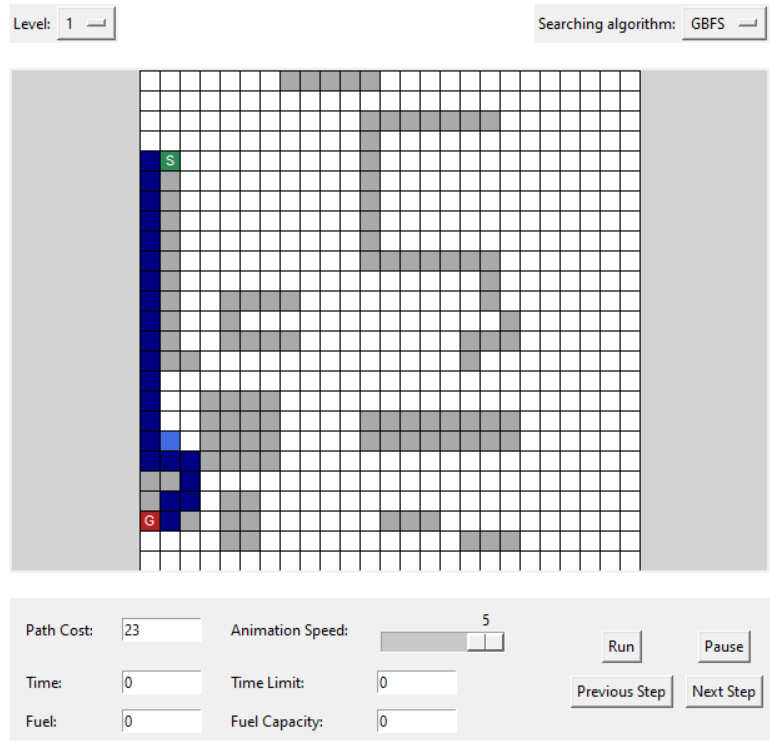 Level: 1
Searching algorithm: GBFS
S
G
Path Cost: 23
Animation Speed: 5
Run
Pause
Time: 0
Time Limit: 0
Previous Step
Next Step
Fuel: 0
Fuel Capacity: 0